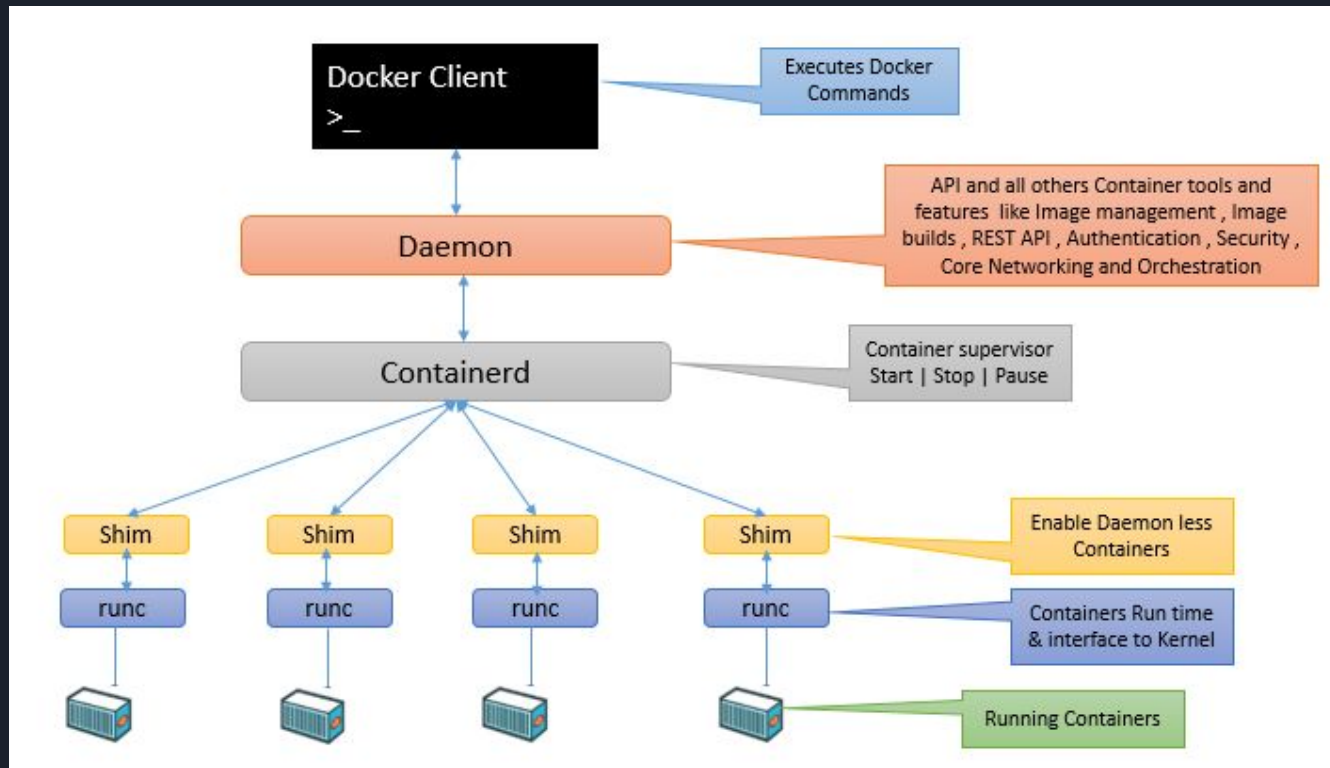 Docker Client
>_
Executes Docker
Commands
Daemon
API and all others Container tools and
features like Image management , Image
builds , REST API , Authentication , Security ,
Core Networking and Orchestration
Containerd
Container supervisor
Start | Stop | Pause
Shim
Shim
Shim
Shim
Enable Daemon less
Containers
runc
runc
runc
runc
Containers Run time
& interface to Kernel
Running Containers